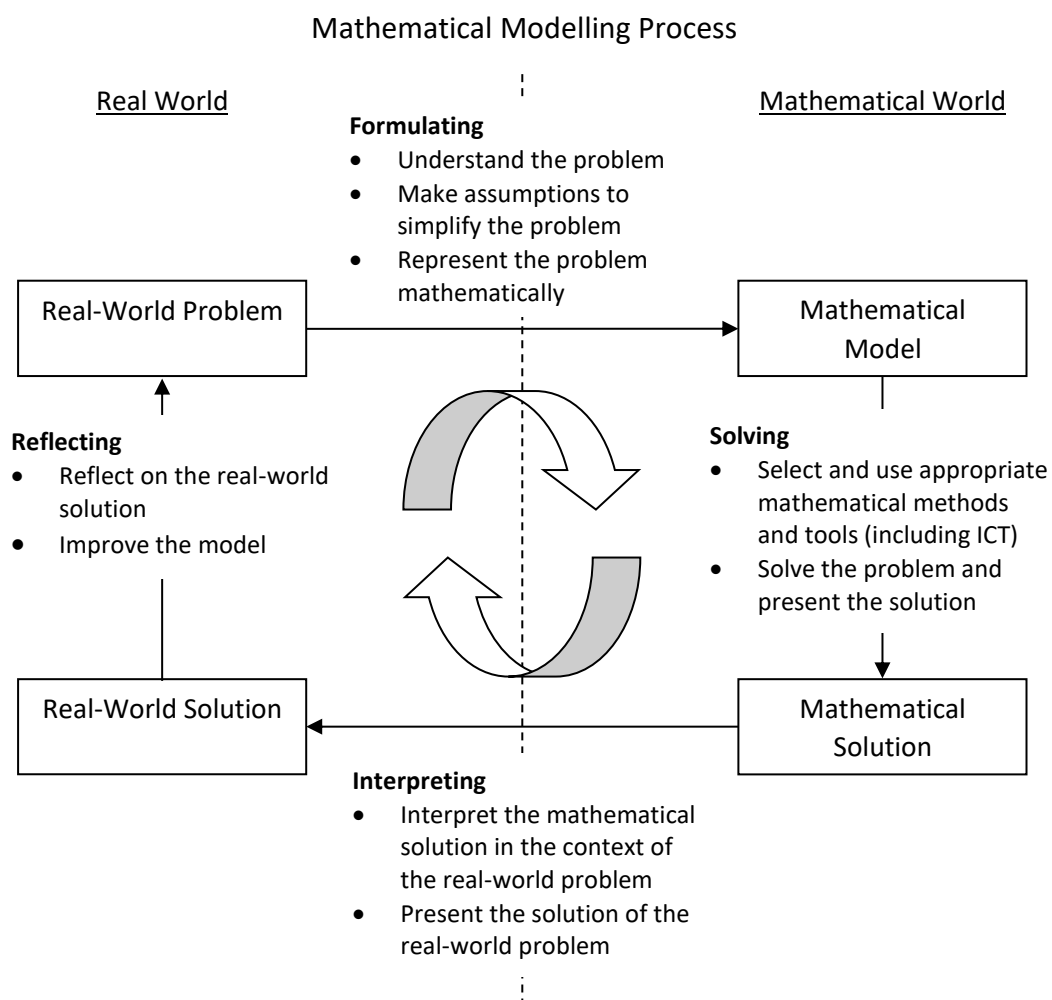 Mathematical Modelling Process
Real World
Mathematical World
Formulating
• Understand the problem
• Make assumptions to
simplify the problem
• Represent the problem
mathematically
Real-World Problem
Mathematical
Model
Reflecting
• Reflect on the real-world
solution
• Improve the model
Solving
• Select and use appropriate
mathematical methods
and tools (including ICT)
• Solve the problem and
present the solution
Real-World Solution
Mathematical
Solution
Interpreting
• Interpret the mathematical
solution in the context of
the real-world problem
• Present the solution of the
real-world problem